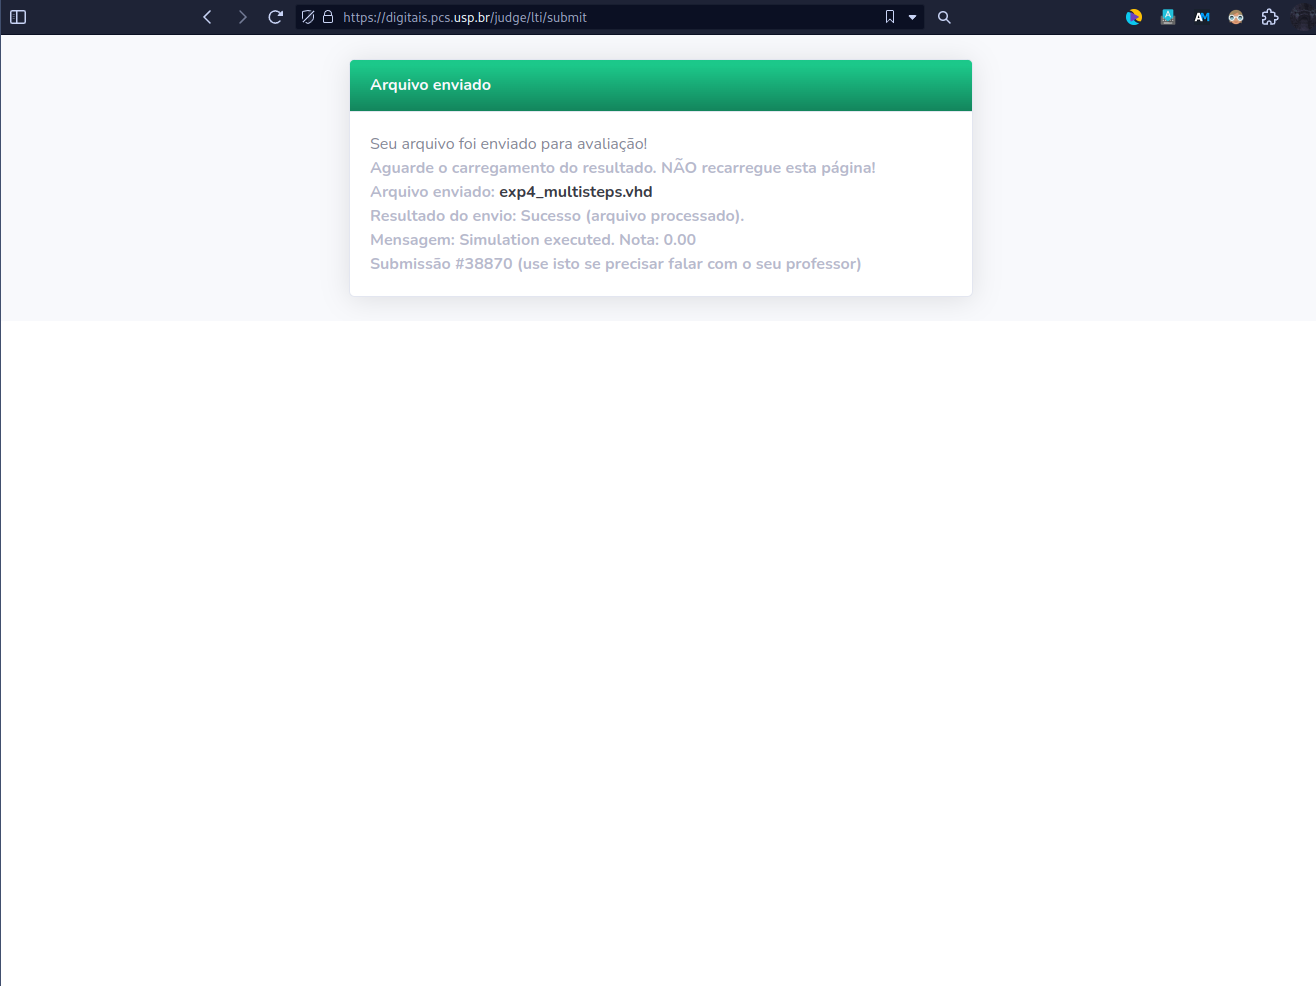 https://digitais.pcs.usp.br/judge/lti/submit
Arquivo enviado
Seu arquivo foi enviado para avaliação!
Aguarde o carregamento do resultado. NÃO recarregue esta página!
Arquivo enviado: exp4_multisteps.vhd
Resultado do envio: Sucesso (arquivo processado).
Mensagem: Simulation executed. Nota: 0.00
Submissão #38870 (use isto se precisar falar com o seu professor)